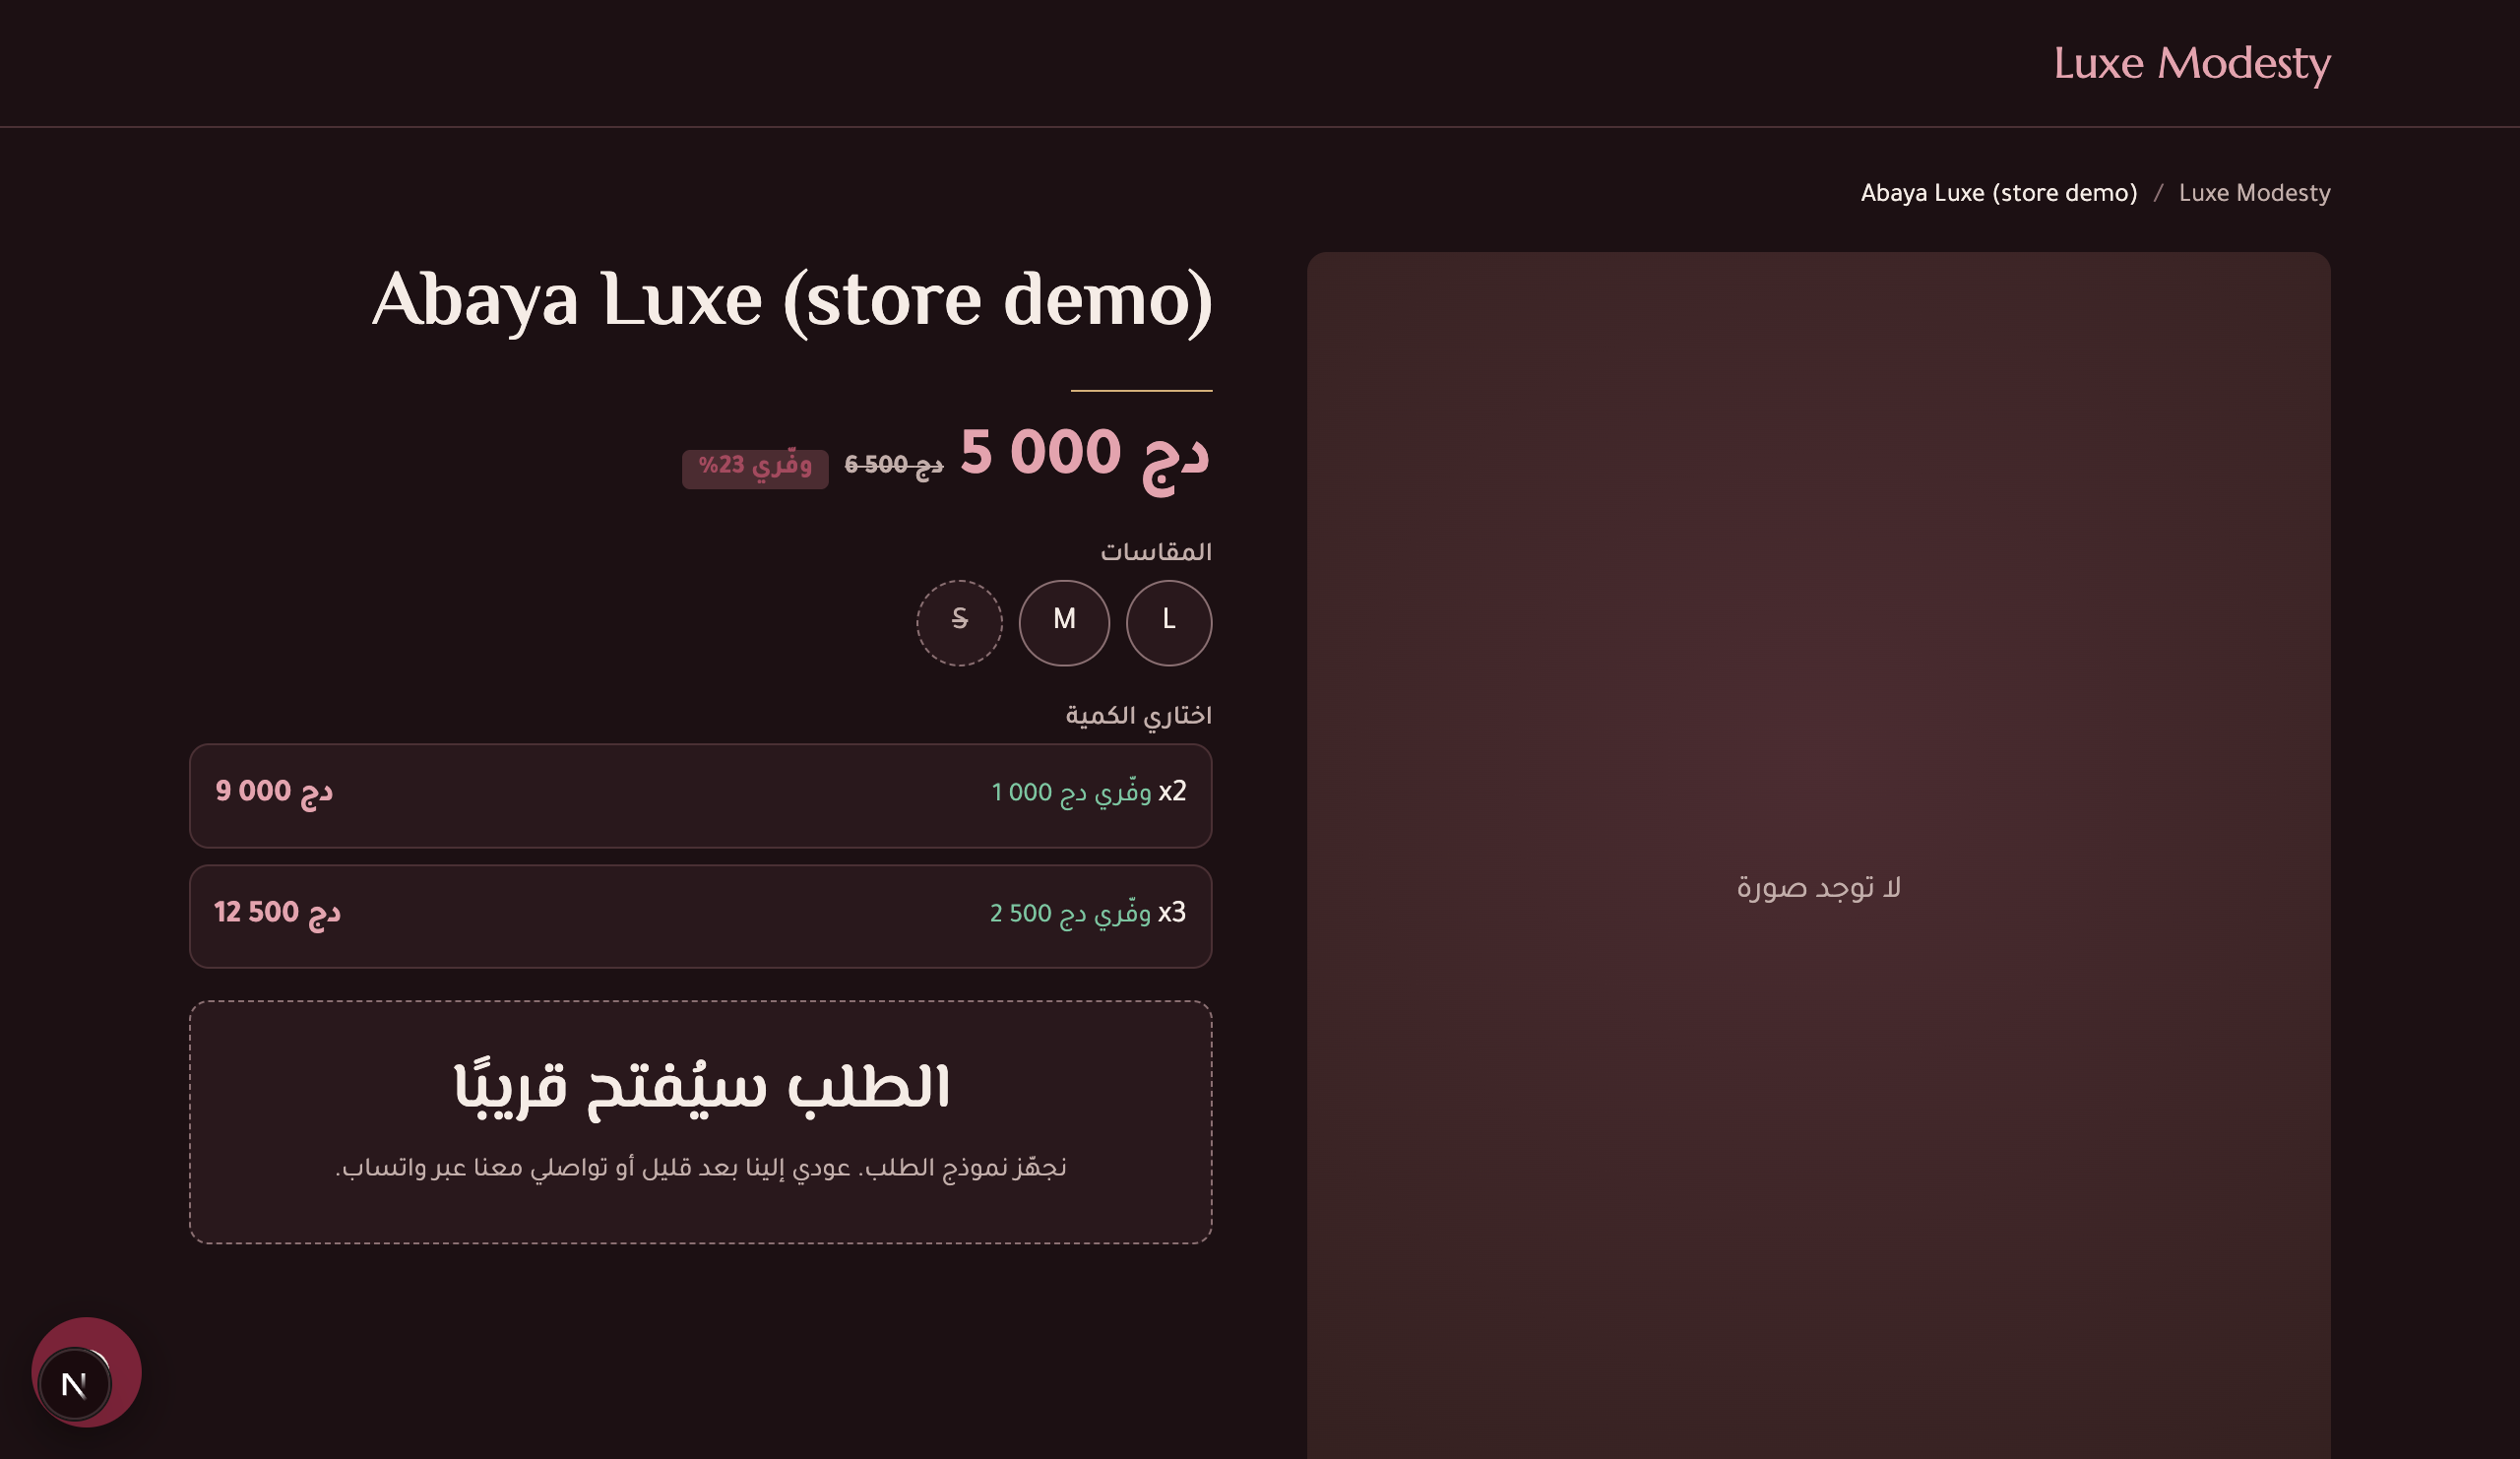 Luxe Modesty
Luxe Modesty / Abaya Luxe (store demo)
Abaya Luxe (store demo)
دج 5 000 دج 6 500 وفّري 23%
المقاسات
L M S
اختاري الكمية
x2 وفّري دج 1 000 دج 9 000
x3 وفّري دج 2 500 دج 12 500
الطلب سيُفتح قريبًا
نجهّز نموذج الطلب. عودي إلينا بعد قليل أو تواصلي معنا عبر واتساب.
لا توجد صورة
N